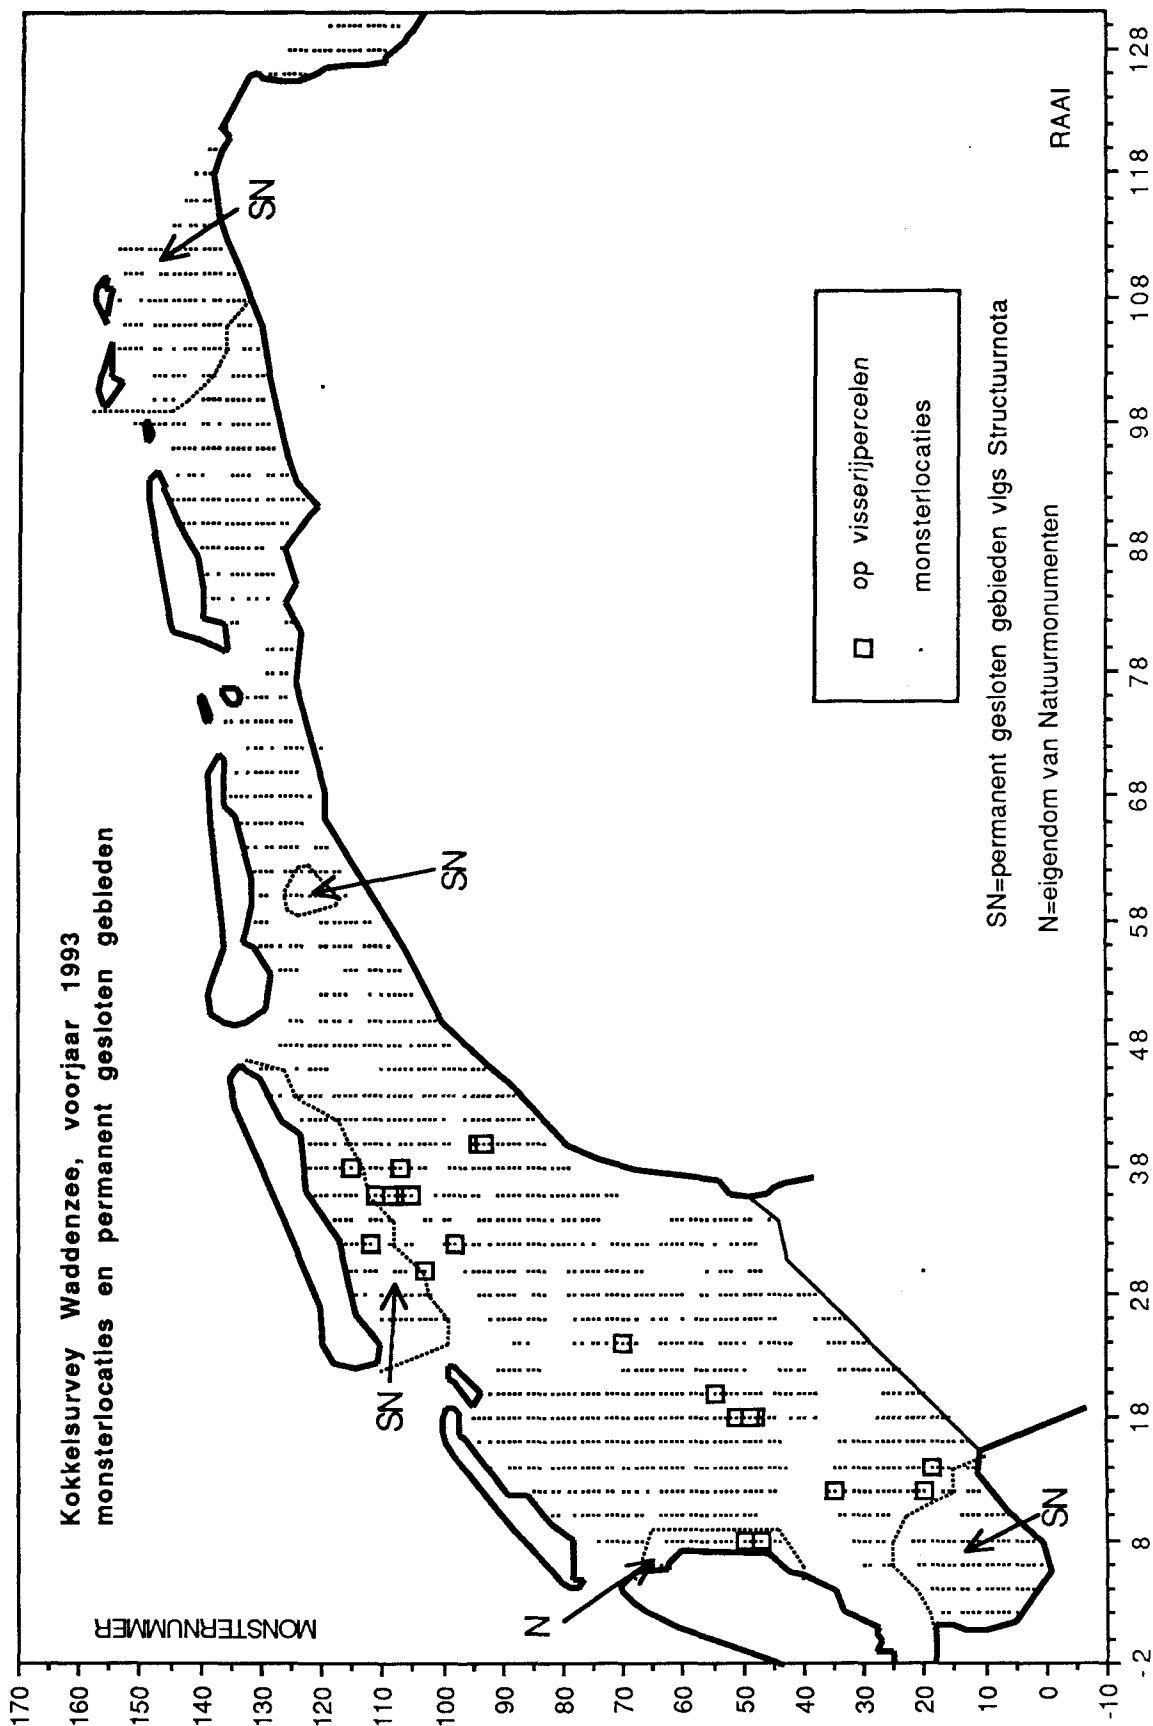 Kokkelsurvey Waddenzee, voorjaar 1993
monsterlocaties en permanent gesloten gebieden
MONSTERNUMMER
170
160
150
140
130
120
110
100
90
80
70
60
50
40
30
20
10
0
-10
-2
8
18
28
38
48
58
68
78
88
98
108
118
128
RAAI
N
SN
SN
SN
SN
op visserijpercelen
monsterlocaties
SN=permanent gesloten gebieden vlgs Structuurnota
N=eigendom van Natuurmonumenten